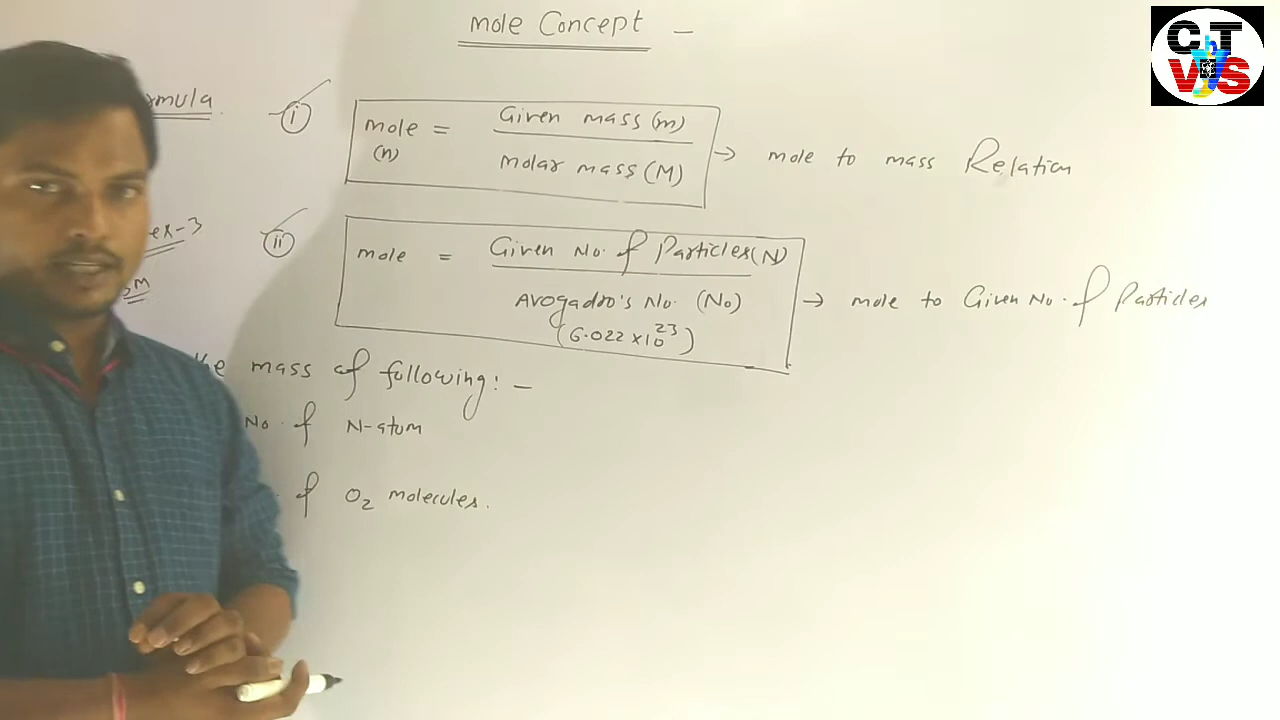 mole Concept -
i mole (n) = Given mass (m) / Molar mass (M) → mole to mass Relation
ex-3
ii mole = Given No. of Particles (N) / Avogadro's No. (No) → mole to Given No. of Particles
(6.022 x 10^23)
the mass of following: -
No. of N-atom
of O2 molecules.
C h T
V S